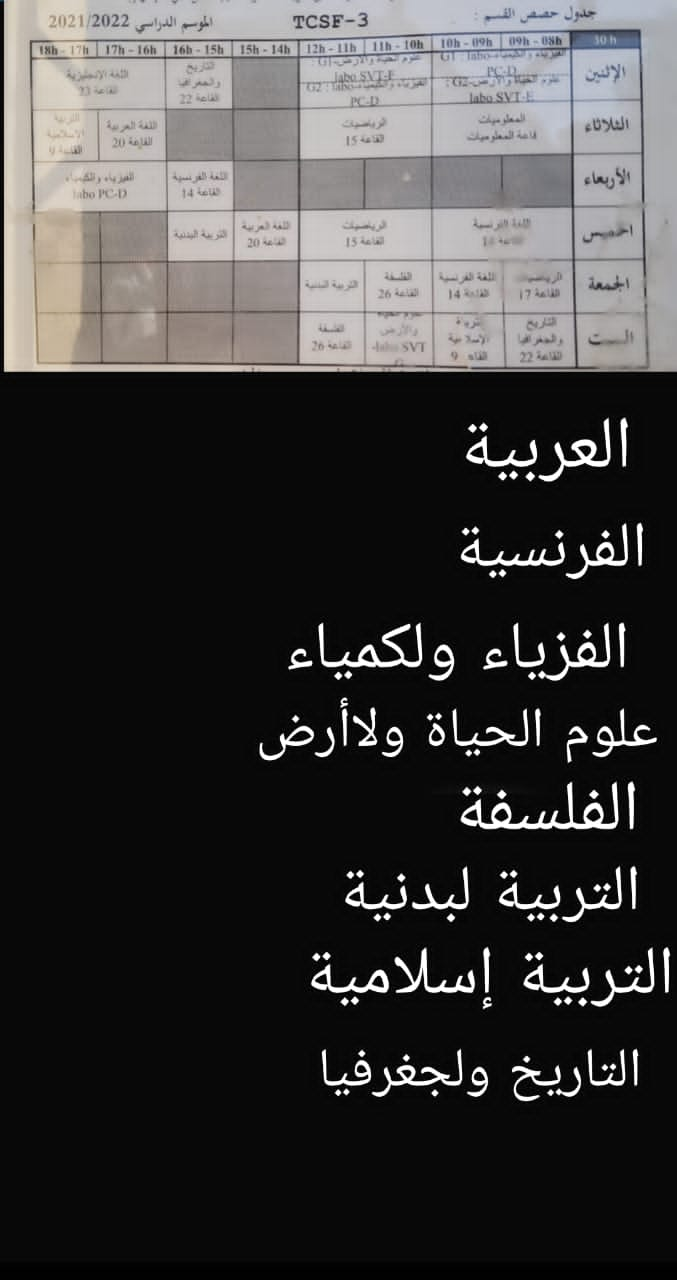 جدول حصص القسم : TCSF-3 الموسم الدراسي 2021/2022
30 h 09h - 08h 10h - 09h 11h - 10h 12h - 11h 15h - 14h 16h - 15h 17h - 16h 18h - 17h
الإثنين
الفيزياء والكيمياء-G1 : labo
PC-D
علوم الحياة والأرض-G2 :
labo SVT-E
علوم الحياة والأرض-G1 :
labo SVT-F
الفيزياء والكيمياء-G2 : labo
PC-D
التاريخ
والجغرافيا
القاعة 22
اللغة الإنجليزية
القاعة 23
الثلاثاء
المعلوميات
قاعة المعلوميات
الرياضيات
القاعة 15
اللغة العربية
القاعة 20
التربية
الإسلامية
القاعة 9
الأربعاء
اللغة الفرنسية
القاعة 14
الفيزياء والكيمياء
labo PC-D
الخميس
اللغة الفرنسية
الرياضيات
القاعة 15
اللغة العربية
القاعة 20
التربية البدنية
الجمعة
الرياضيات
القاعة 17
اللغة الفرنسية
القاعة 14
الفلسفة
القاعة 26
التربية البدنية
السبت
التاريخ
والجغرافيا
القاعة 22
التربية
الإسلامية
القاعة 9
علوم الحياة
والأرض
labo SVT-
الفلسفة
القاعة 26
العربية
الفرنسية
الفزياء ولكمياء
علوم الحياة ولاأرض
الفلسفة
التربية لبدنية
التربية إسلامية
التاريخ ولجغرفيا